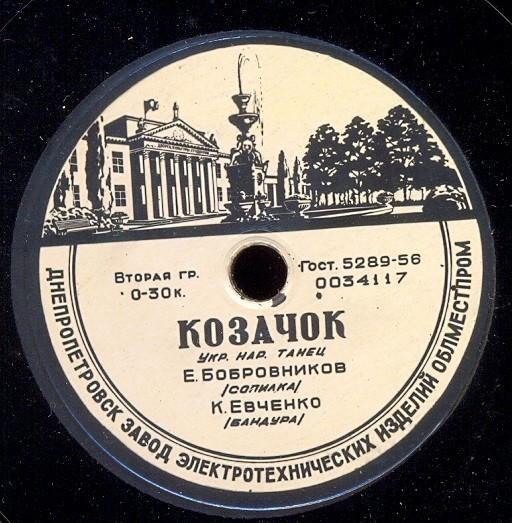 Вторая гр.
0-30 к.
Гост. 5289-56
0034117
КОЗАЧОК
УКР. НАР. ТАНЕЦ
Е. БОБРОВНИКОВ
/СОПИЛКА/
К. ЕВЧЕНКО
/БАНДУРА/
ДНЕПРОПЕТРОВСК ЗАВОД ЭЛЕКТРОТЕХНИЧЕСКИХ ИЗДЕЛИЙ ОБЛМЕСТПРОМ